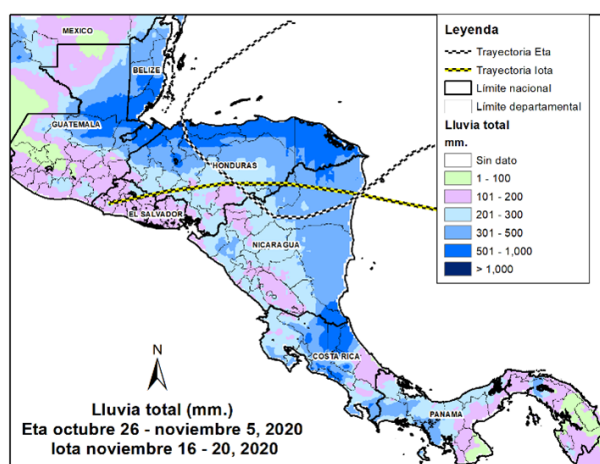 MEXICO
BELIZE
GUATEMALA
HONDURAS
EL SALVADOR
NICARAGUA
COSTA RICA
PANAMA
Leyenda
Trayectoria Eta
Trayectoria Iota
Límite nacional
Límite departamental
Lluvia total
mm.
Sin dato
1 - 100
101 - 200
201 - 300
301 - 500
501 - 1,000
> 1,000
N
Lluvia total (mm.)
Eta octubre 26 - noviembre 5, 2020
Iota noviembre 16 - 20, 2020